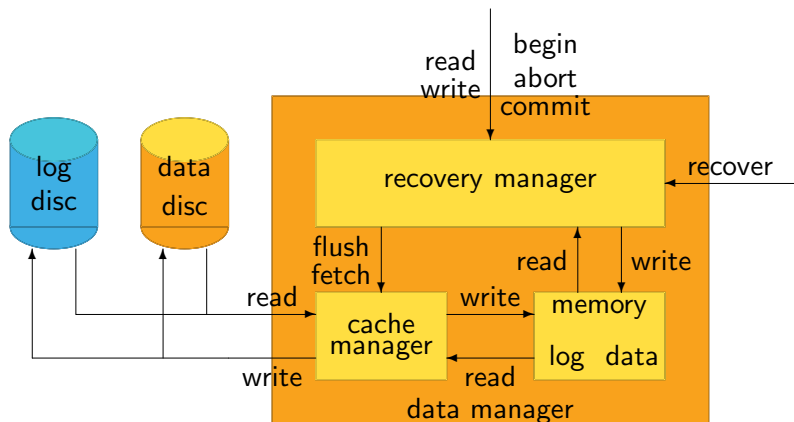 read
write
begin
abort
commit
log
disc
data
disc
recovery manager
recover
flush
fetch
read
write
read
cache
manager
write
memory
log data
write
read
data manager